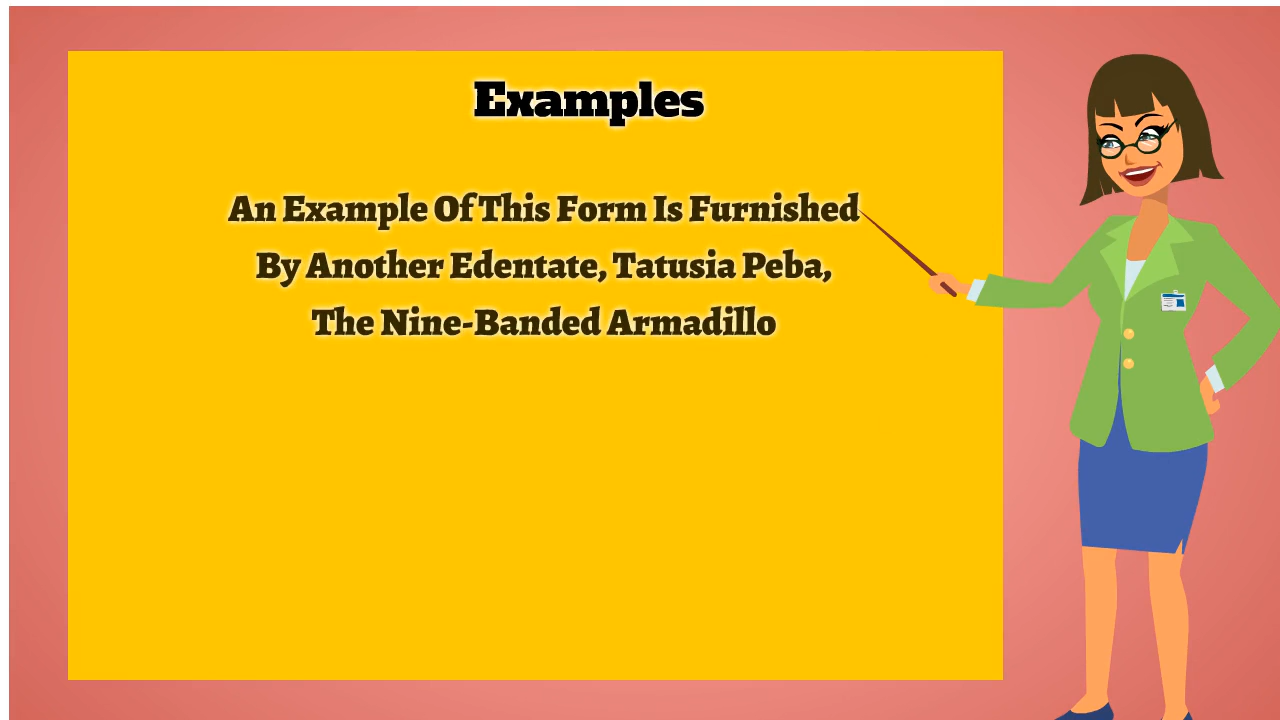 Examples
An Example Of This Form Is Furnished
By Another Edentate, Tatusia Peba,
The Nine-Banded Armadillo